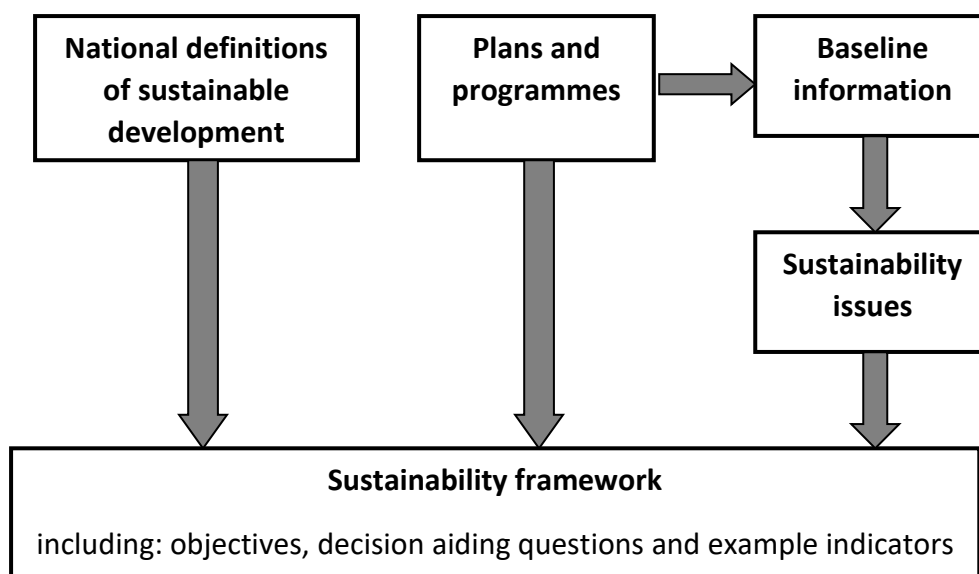 National definitions
of sustainable
development
Plans and
programmes
Baseline
information
Sustainability
issues
Sustainability framework
including: objectives, decision aiding questions and example indicators